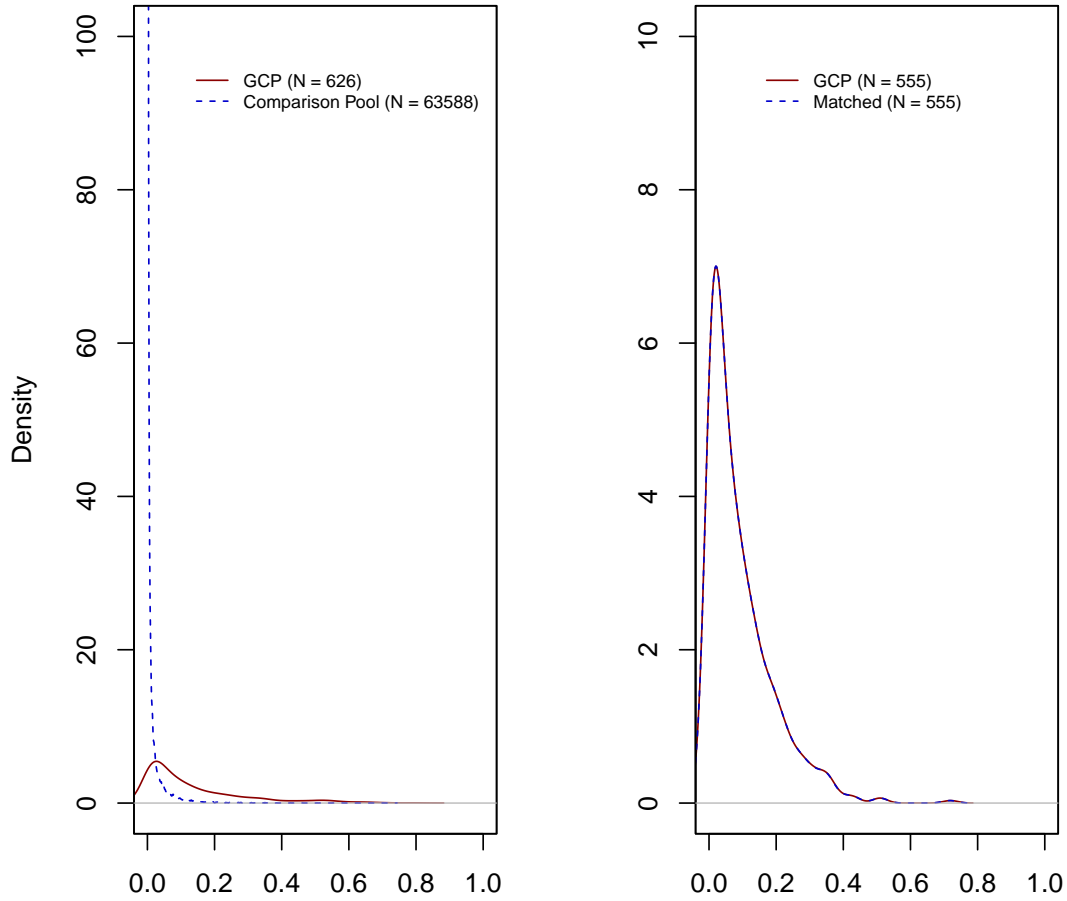 Density
100
80
60
40
20
0
0.0 0.2 0.4 0.6 0.8 1.0
GCP (N = 626)
Comparison Pool (N = 63588)
10
8
6
4
2
0
0.0 0.2 0.4 0.6 0.8 1.0
GCP (N = 555)
Matched (N = 555)